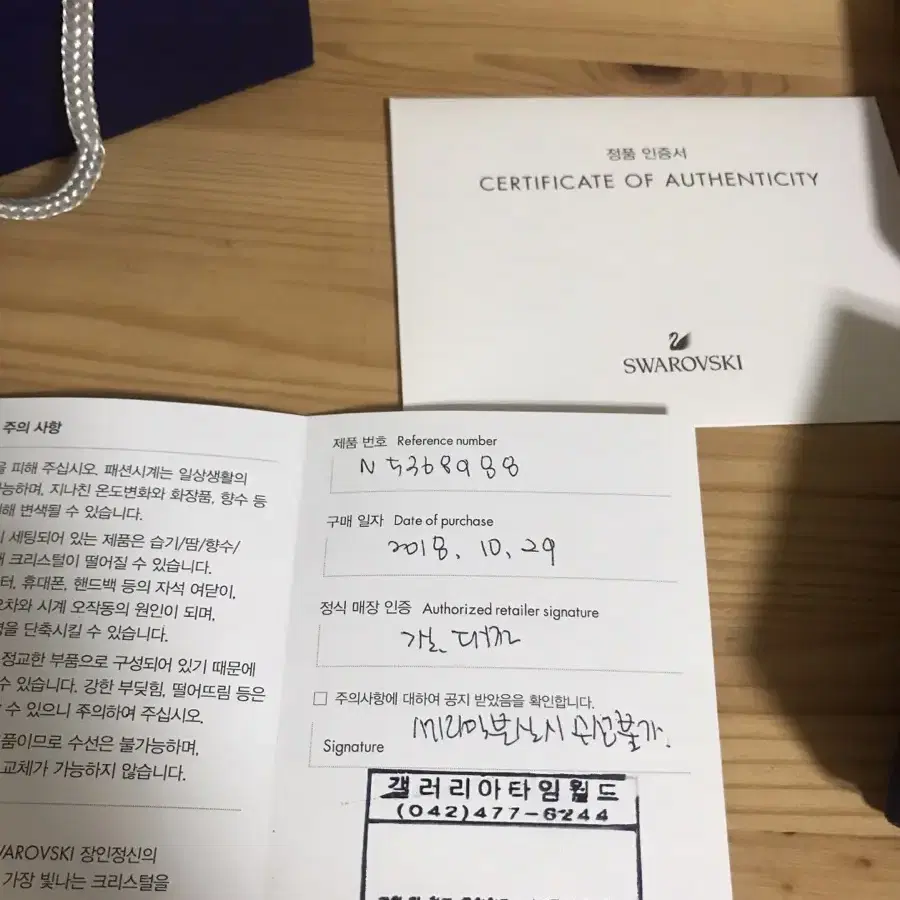 정품 인증서
CERTIFICATE OF AUTHENTICITY
SWAROVSKI
주의 사항
을 피해 주십시오. 패션시계는 일상생활의
능하며, 지나친 온도변화와 화장품, 향수 등
해 변색될 수 있습니다.
세팅되어 있는 제품은 습기/땀/향수/
크리스털이 떨어질 수 있습니다.
터, 휴대폰, 핸드백 등의 자석 여닫이,
오차와 시계 오작동의 원인이 되며,
을 단축시킬 수 있습니다.
정교한 부품으로 구성되어 있기 때문에
수 있습니다. 강한 부딪힘, 떨어뜨림 등은
수 있으니 주의하여 주십시오.
품이므로 수선은 불가능하며,
교체가 가능하지 않습니다.
WAROVSKI 장인정신의
가장 빛나는 크리스털을
제품 번호 Reference number
N 5368988
구매 일자 Date of purchase
2018. 10. 29
정식 매장 인증 Authorized retailer signature
□ 주의사항에 대하여 공지 받았음을 확인합니다.
Signature 세라믹분실시 수선불가.
갤러리아타임월드
(042)477-6244